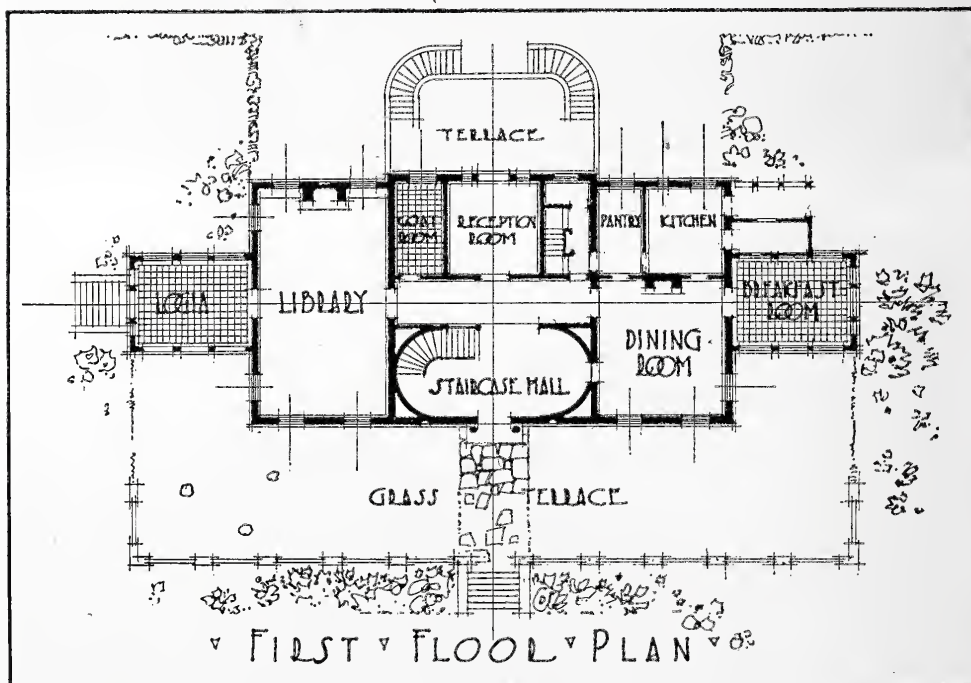 TERRACE
COAT ROOM
RECEPTION ROOM
PANTRY
KITCHEN
LIBRARY
BREAKFAST ROOM
DINING ROOM
STAIRCASE HALL
GRASS TERRACE
FIRST FLOOR PLAN